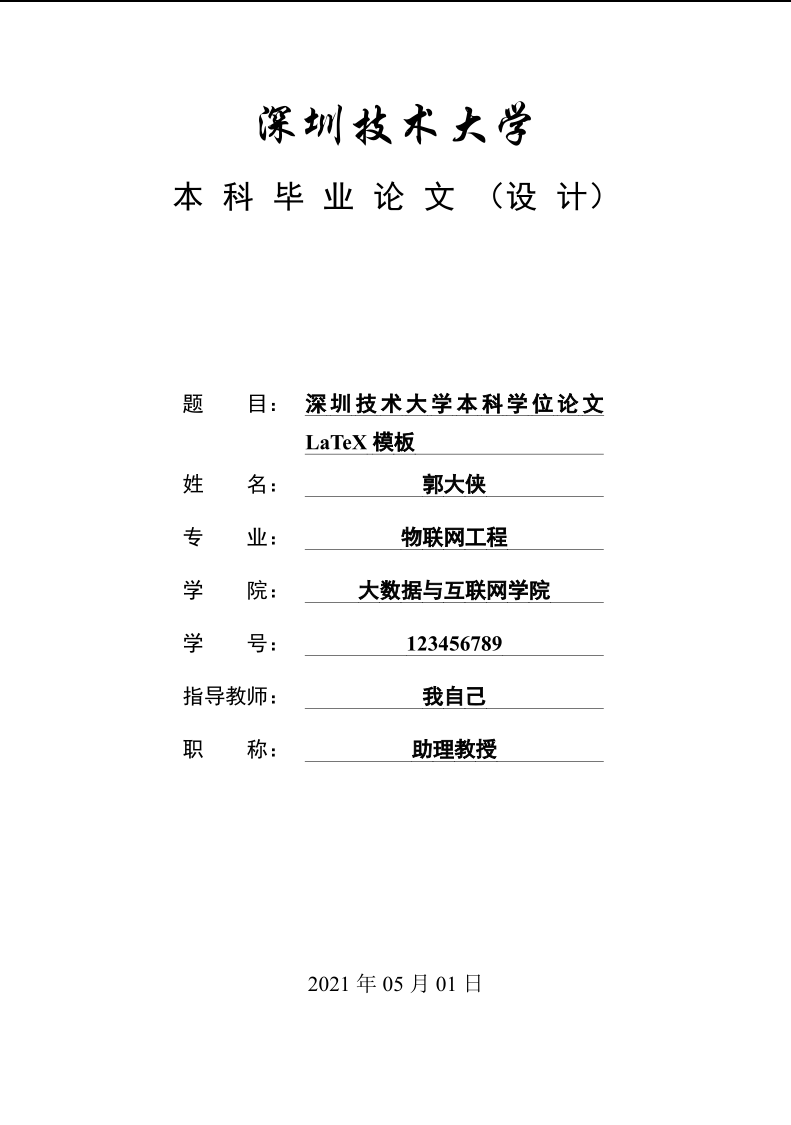 深圳技术大学
本 科 毕 业 论 文 （设 计）
题 目： 深圳技术大学本科学位论文
LaTeX 模板
姓 名： 郭大侠
专 业： 物联网工程
学 院： 大数据与互联网学院
学 号： 123456789
指导教师： 我自己
职 称： 助理教授
2021 年 05 月 01 日